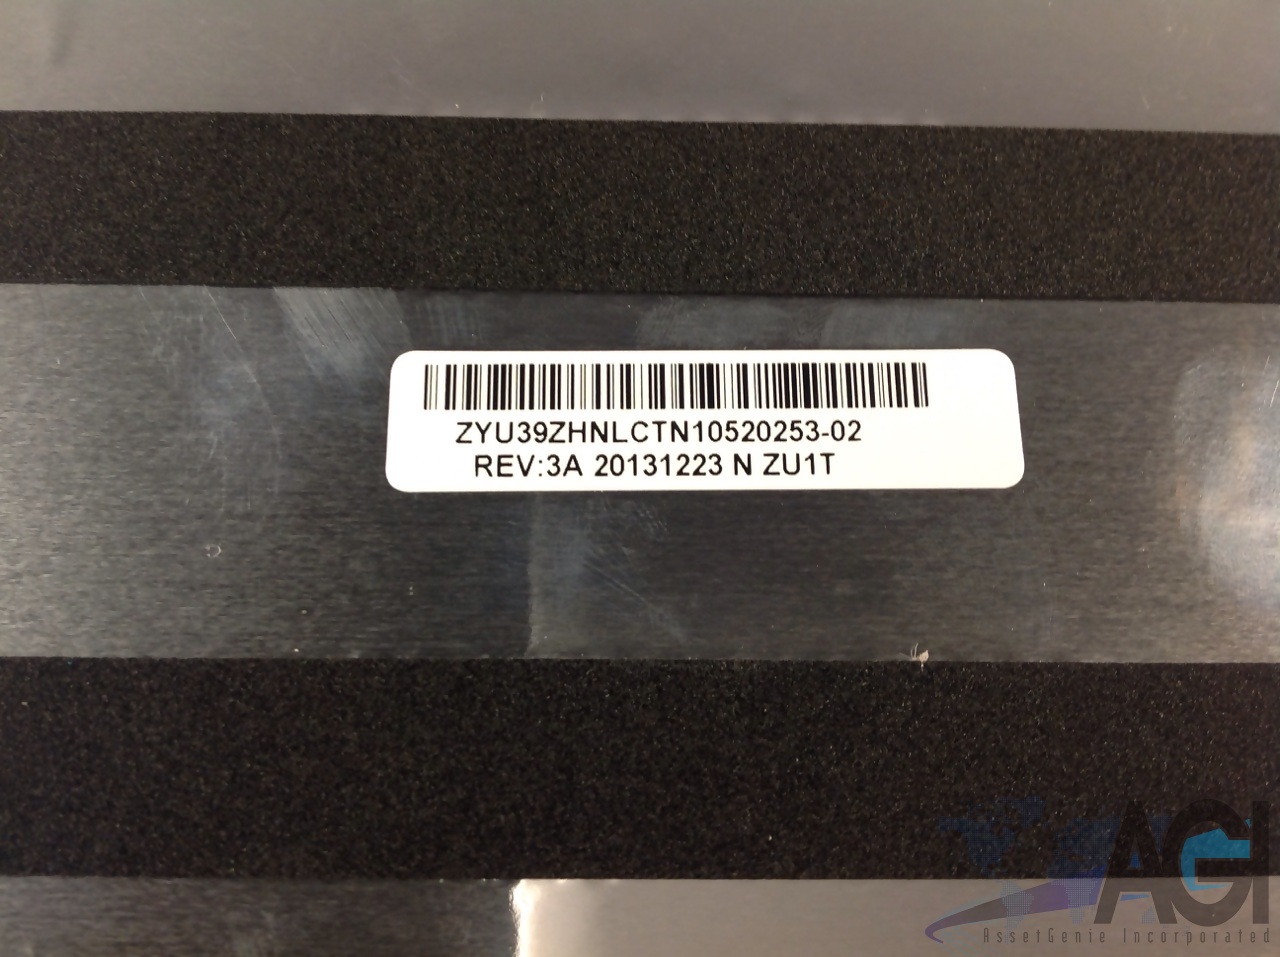 ZYU39ZHNLCTN10520253-02
REV:3A 20131223 N ZU1T
AGI
AssetGenie Incorporated